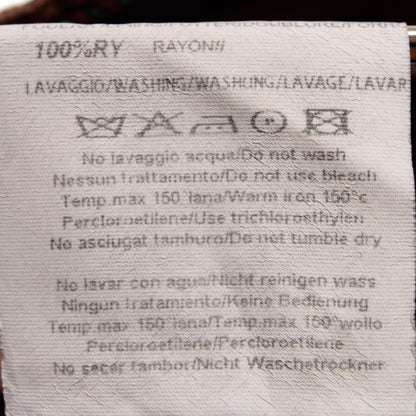 100%RY RAYON//
LAVAGGIO/WASHING/WASHUNG/LAVAGE/LAVAR
No lavaggio acqua/Do not wash
Nessun trattamento/Do not use bleach
Temp.max 150°lana/Warm iron 150°c
Percloroetilene/Use trichloroethylen
No asciugat tamburo/Do not tumble dry
No lavar con agua/Nicht reinigen wass
Ningun tratamiento/Keine Bedienung
Temp.max 150°lana/Temp.max 150°wollo
Percloroetilene/Percloroetilene
No secar tambor/Nicht Waschetrockner